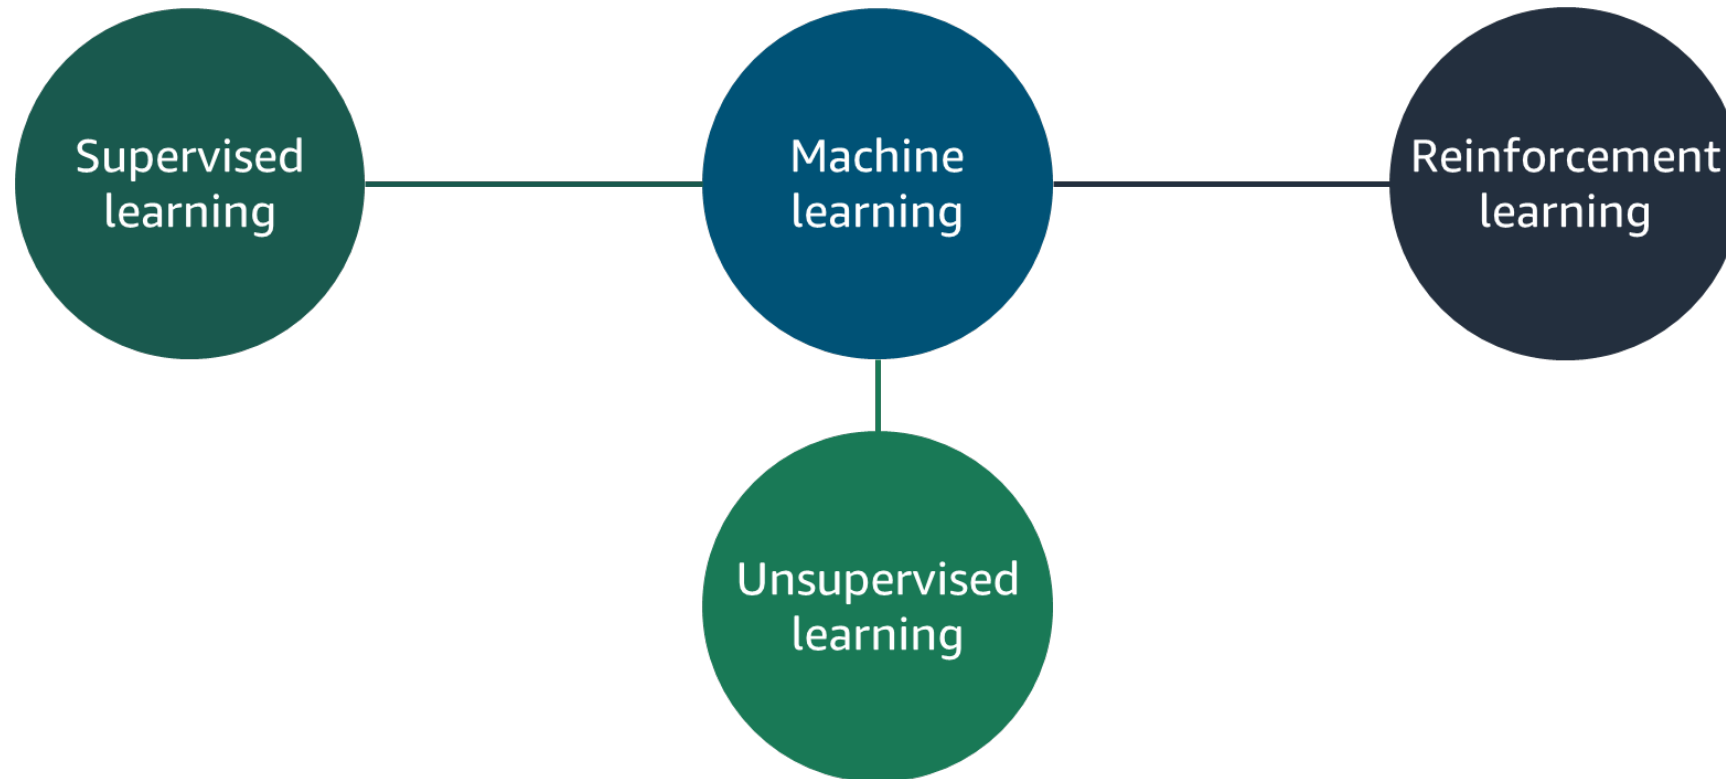 Supervised
learning
Machine
learning
Reinforcement
learning
Unsupervised
learning